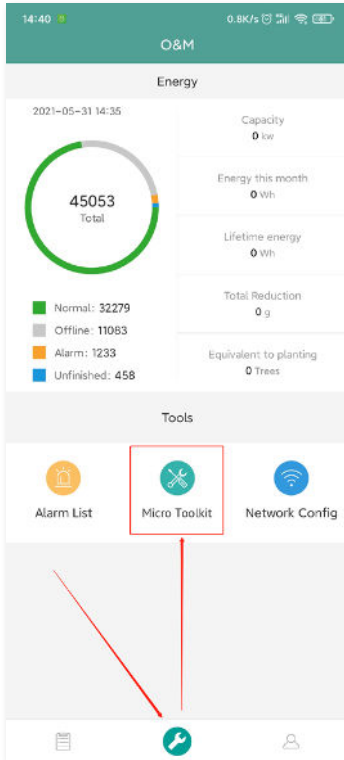 14:40 0.8K/s
O&M
Energy
2021-05-31 14:35
45053
Total
Normal: 32279
Offline: 11083
Alarm: 1233
Unfinished: 458
Capacity
0 kw
Energy this month
0 Wh
Lifetime energy
0 Wh
Total Reduction
0 g
Equivalent to planting
0 Trees
Tools
Alarm List
Micro Toolkit
Network Config